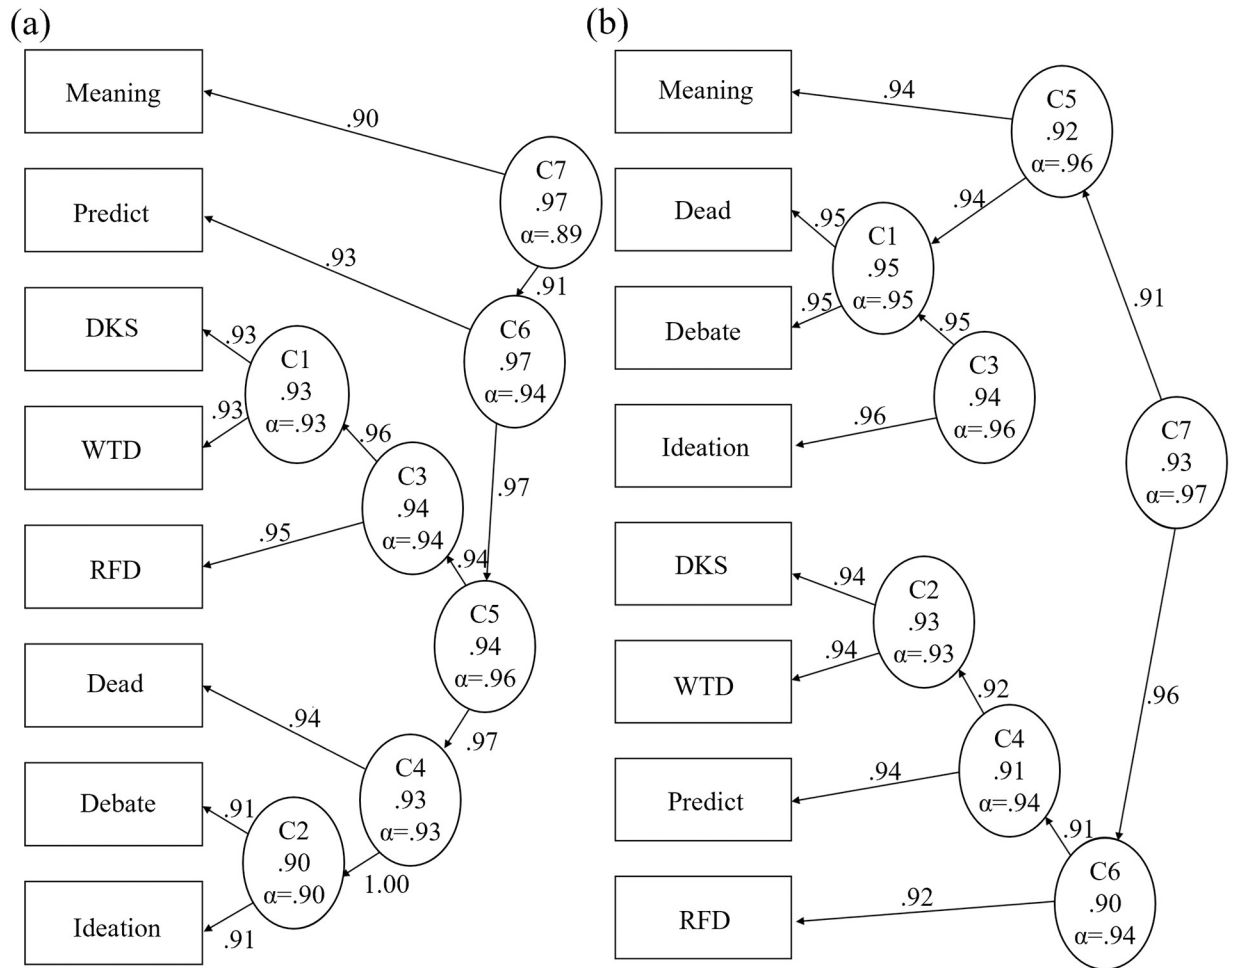 (a)
Meaning
Predict
DKS
WTD
RFD
Dead
Debate
Ideation
.90
C7
.97
α=.89
.93
.91
C6
.97
α=.94
.93
C1
.93
α=.93
.93
.96
C3
.94
α=.94
.95
.97
.94
C5
.94
α=.96
.94
.97
C4
.93
α=.93
.91
C2
.90
α=.90
1.00
.91
(b)
Meaning
Dead
Debate
Ideation
DKS
WTD
Predict
RFD
.94
C5
.92
α=.96
.94
.95
C1
.95
α=.95
.95
.95
C3
.94
α=.96
.96
.91
C7
.93
α=.97
.94
C2
.93
α=.93
.94
.92
.96
C4
.91
α=.94
.94
.91
C6
.90
α=.94
.92